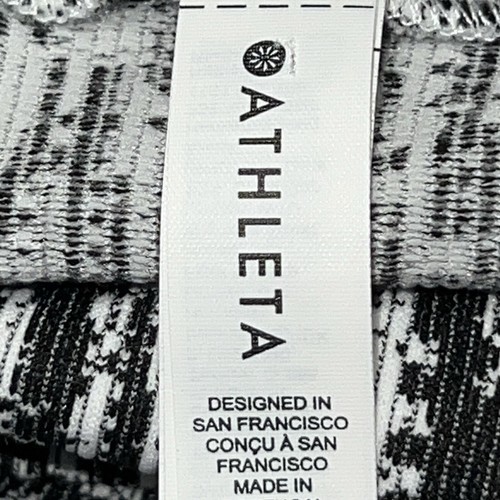 ATHLETA
DESIGNED IN
SAN FRANCISCO
CONÇU À SAN
FRANCISCO
MADE IN